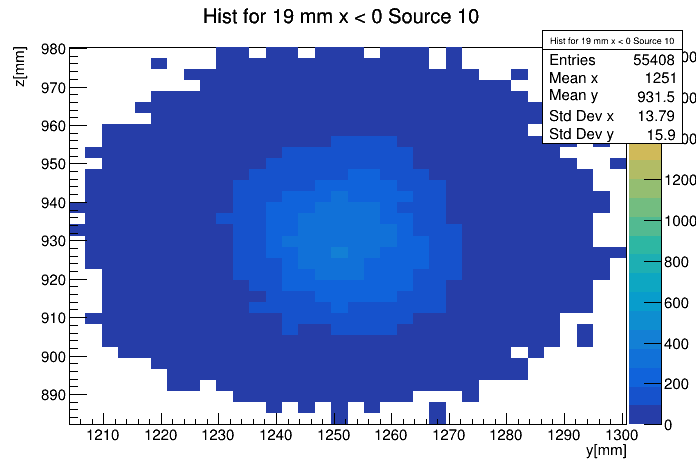 Hist for 19 mm x < 0 Source 10
Hist for 19 mm x < 0 Source 10
Entries 55408
Mean x 1251
Mean y 931.5
Std Dev x 13.79
Std Dev y 15.9
z[mm]
980
970
960
950
940
930
920
910
900
890
1210 1220 1230 1240 1250 1260 1270 1280 1290 1300
y[mm]
1200
1000
800
600
400
200
0